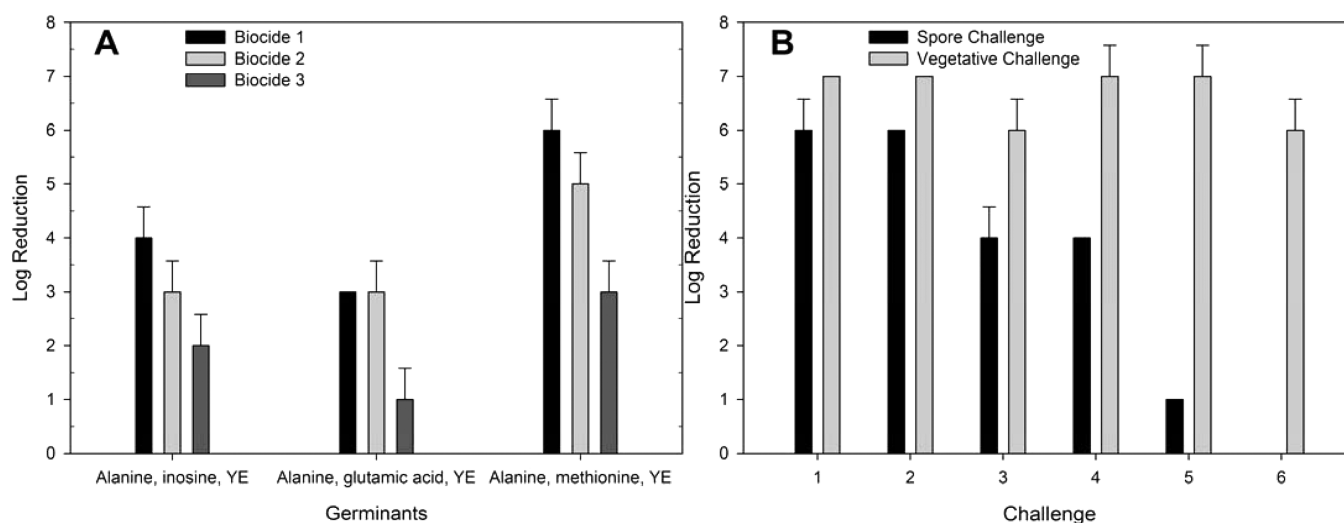 A
Biocide 1
Biocide 2
Biocide 3
Log Reduction
8
7
6
5
4
3
2
1
0
Alanine, inosine, YE
Alanine, glutamic acid, YE
Alanine, methionine, YE
Germinants
B
Spore Challenge
Vegetative Challenge
Log Reduction
8
7
6
5
4
3
2
1
0
1 2 3 4 5 6
Challenge